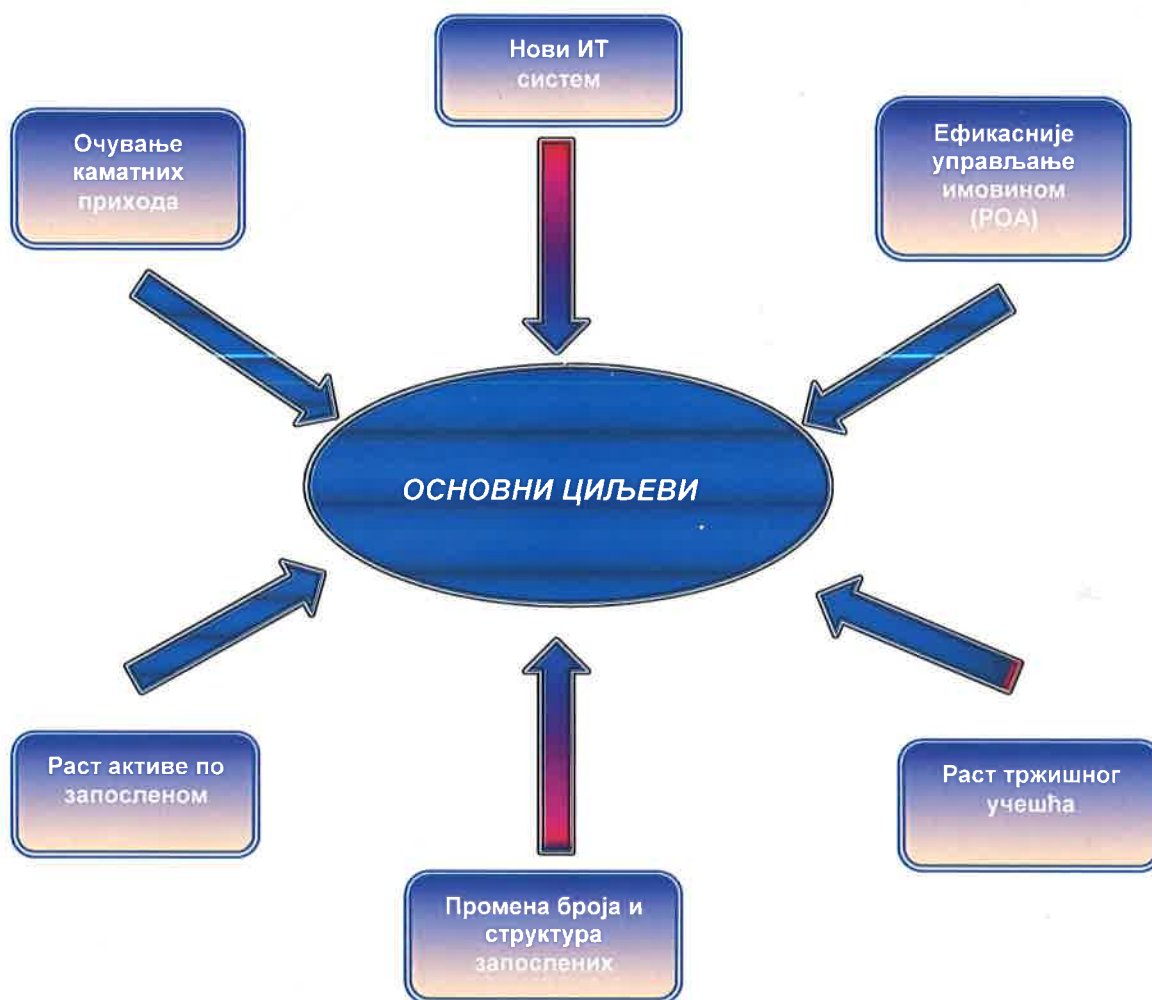 Нови ИТ
систем
Очување
каматних
прихода
Ефикасније
управљање
имовином
(РОА)
ОСНОВНИ ЦИЉЕВИ
Раст активе по
запосленом
Раст тржишног
учешћа
Промена броја и
структура
запослених